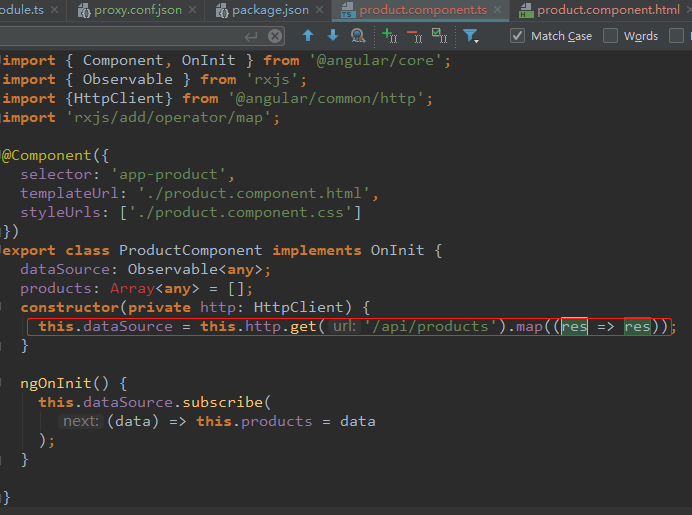 odule.ts × proxy.conf.json × package.json × product.component.ts × product.component.html
Match Case Words
import { Component, OnInit } from '@angular/core';
import { Observable } from 'rxjs';
import {HttpClient} from '@angular/common/http';
import 'rxjs/add/operator/map';
@Component({
selector: 'app-product',
templateUrl: './product.component.html',
styleUrls: ['./product.component.css']
})
export class ProductComponent implements OnInit {
dataSource: Observable<any>;
products: Array<any> = [];
constructor(private http: HttpClient) {
this.dataSource = this.http.get( url: '/api/products').map((res => res));
}
ngOnInit() {
this.dataSource.subscribe(
next: (data) => this.products = data
);
}
}